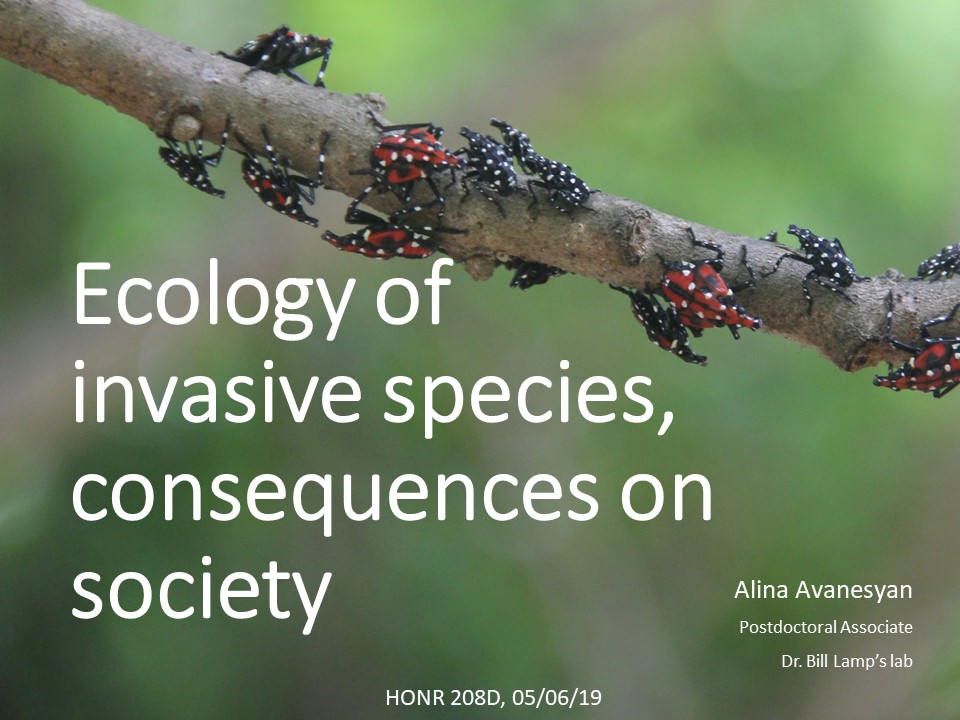 Ecology of
invasive species,
consequences on
society
Alina Avanesyan
Postdoctoral Associate
Dr. Bill Lamp’s lab
HONR 208D, 05/06/19